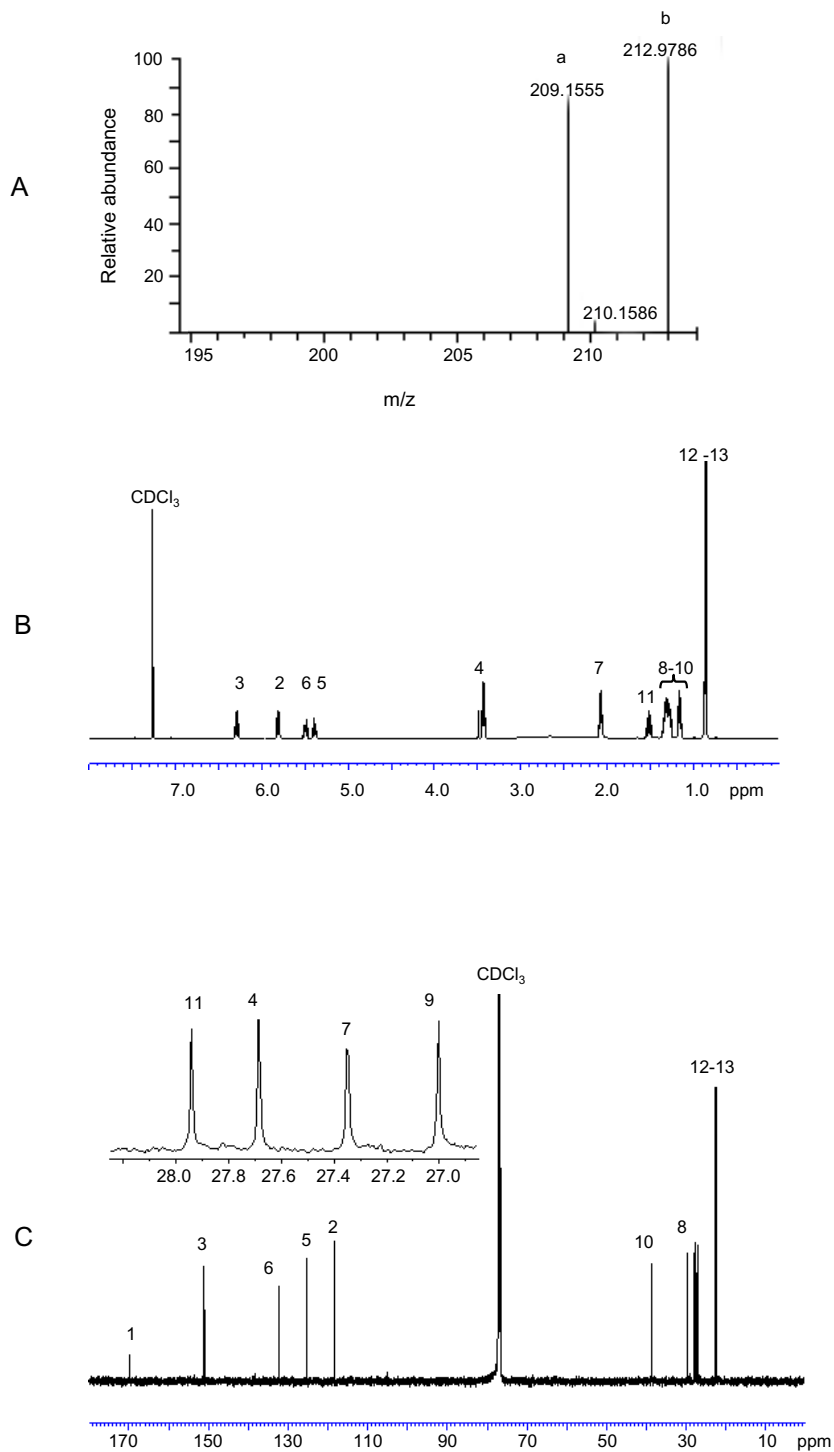 b
a
212.9786
209.1555
100
80
60
40
20
Relative abundance
A
210.1586
195 200 205 210
m/z
12 -13
CDCl₃
B
3 2 6 5 4 7 11 8-10
7.0 6.0 5.0 4.0 3.0 2.0 1.0 ppm
CDCl₃
11 4 7 9
12-13
28.0 27.8 27.6 27.4 27.2 27.0
C
1 3 6 5 2 10 8
170 150 130 110 90 70 50 30 10 ppm